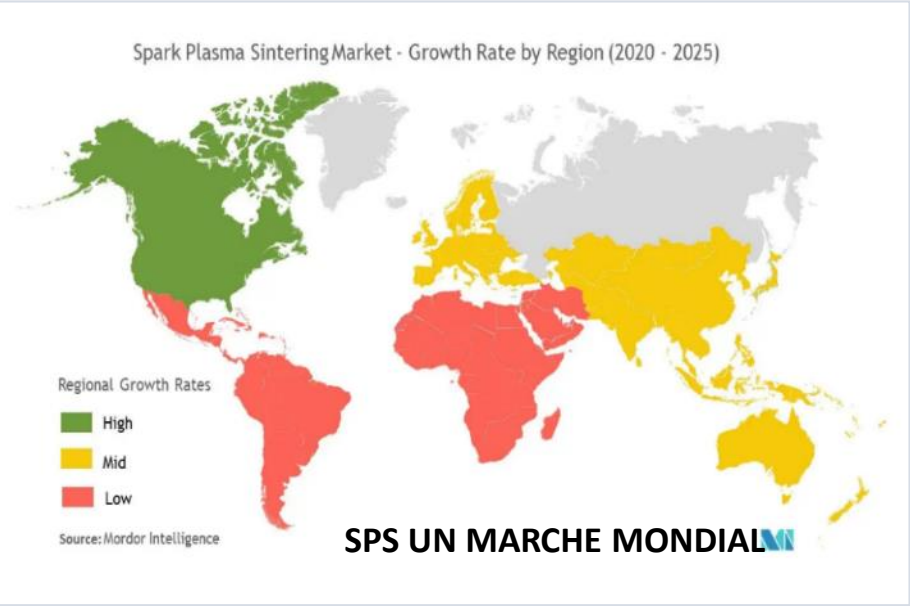 Spark Plasma Sintering Market - Growth Rate by Region (2020 - 2025)
Regional Growth Rates
High
Mid
Low
Source: Mordor Intelligence
SPS UN MARCHE MONDIAL